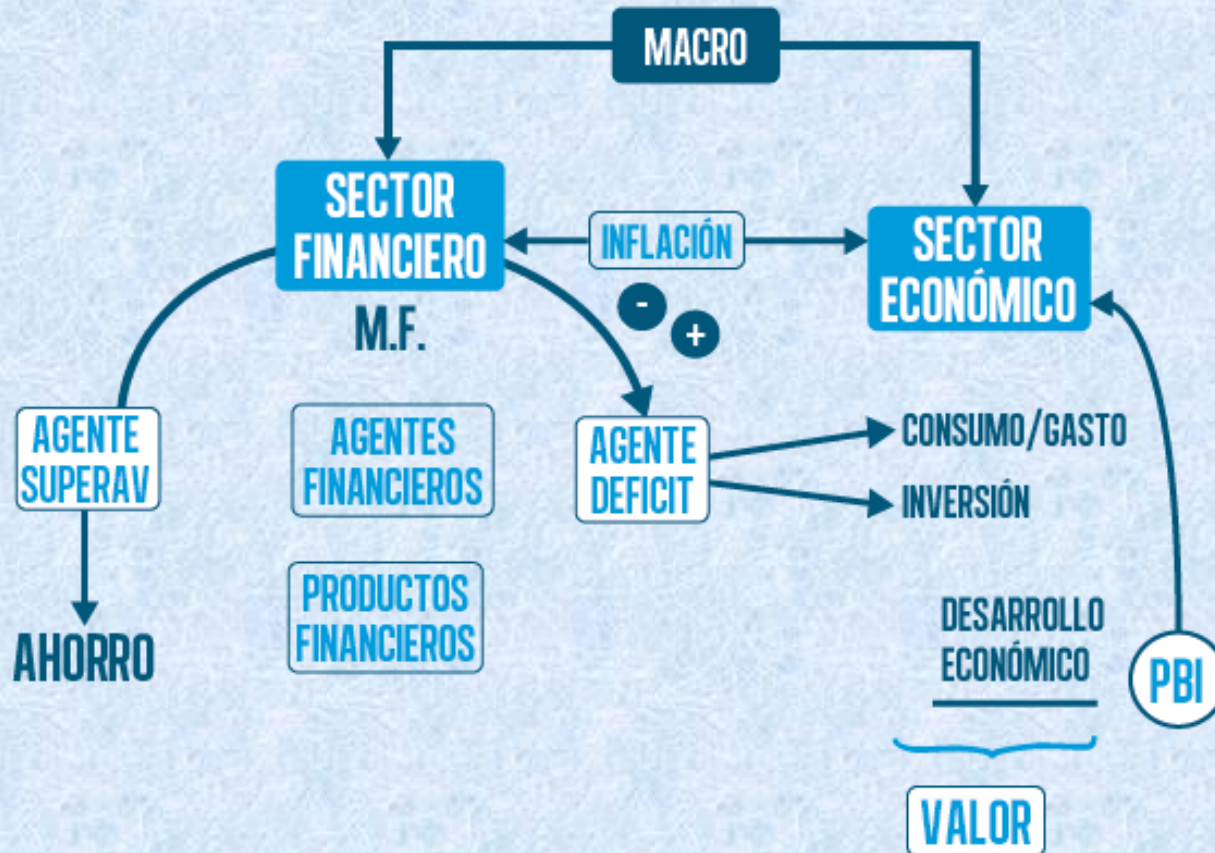 MACRO
SECTOR
FINANCIERO
M.F.
INFLACIÓN
-
+
SECTOR
ECONÓMICO
AGENTE
SUPERAV
AHORRO
AGENTES
FINANCIEROS
PRODUCTOS
FINANCIEROS
AGENTE
DEFICIT
CONSUMO/GASTO
INVERSIÓN
DESARROLLO
ECONÓMICO
PBI
VALOR